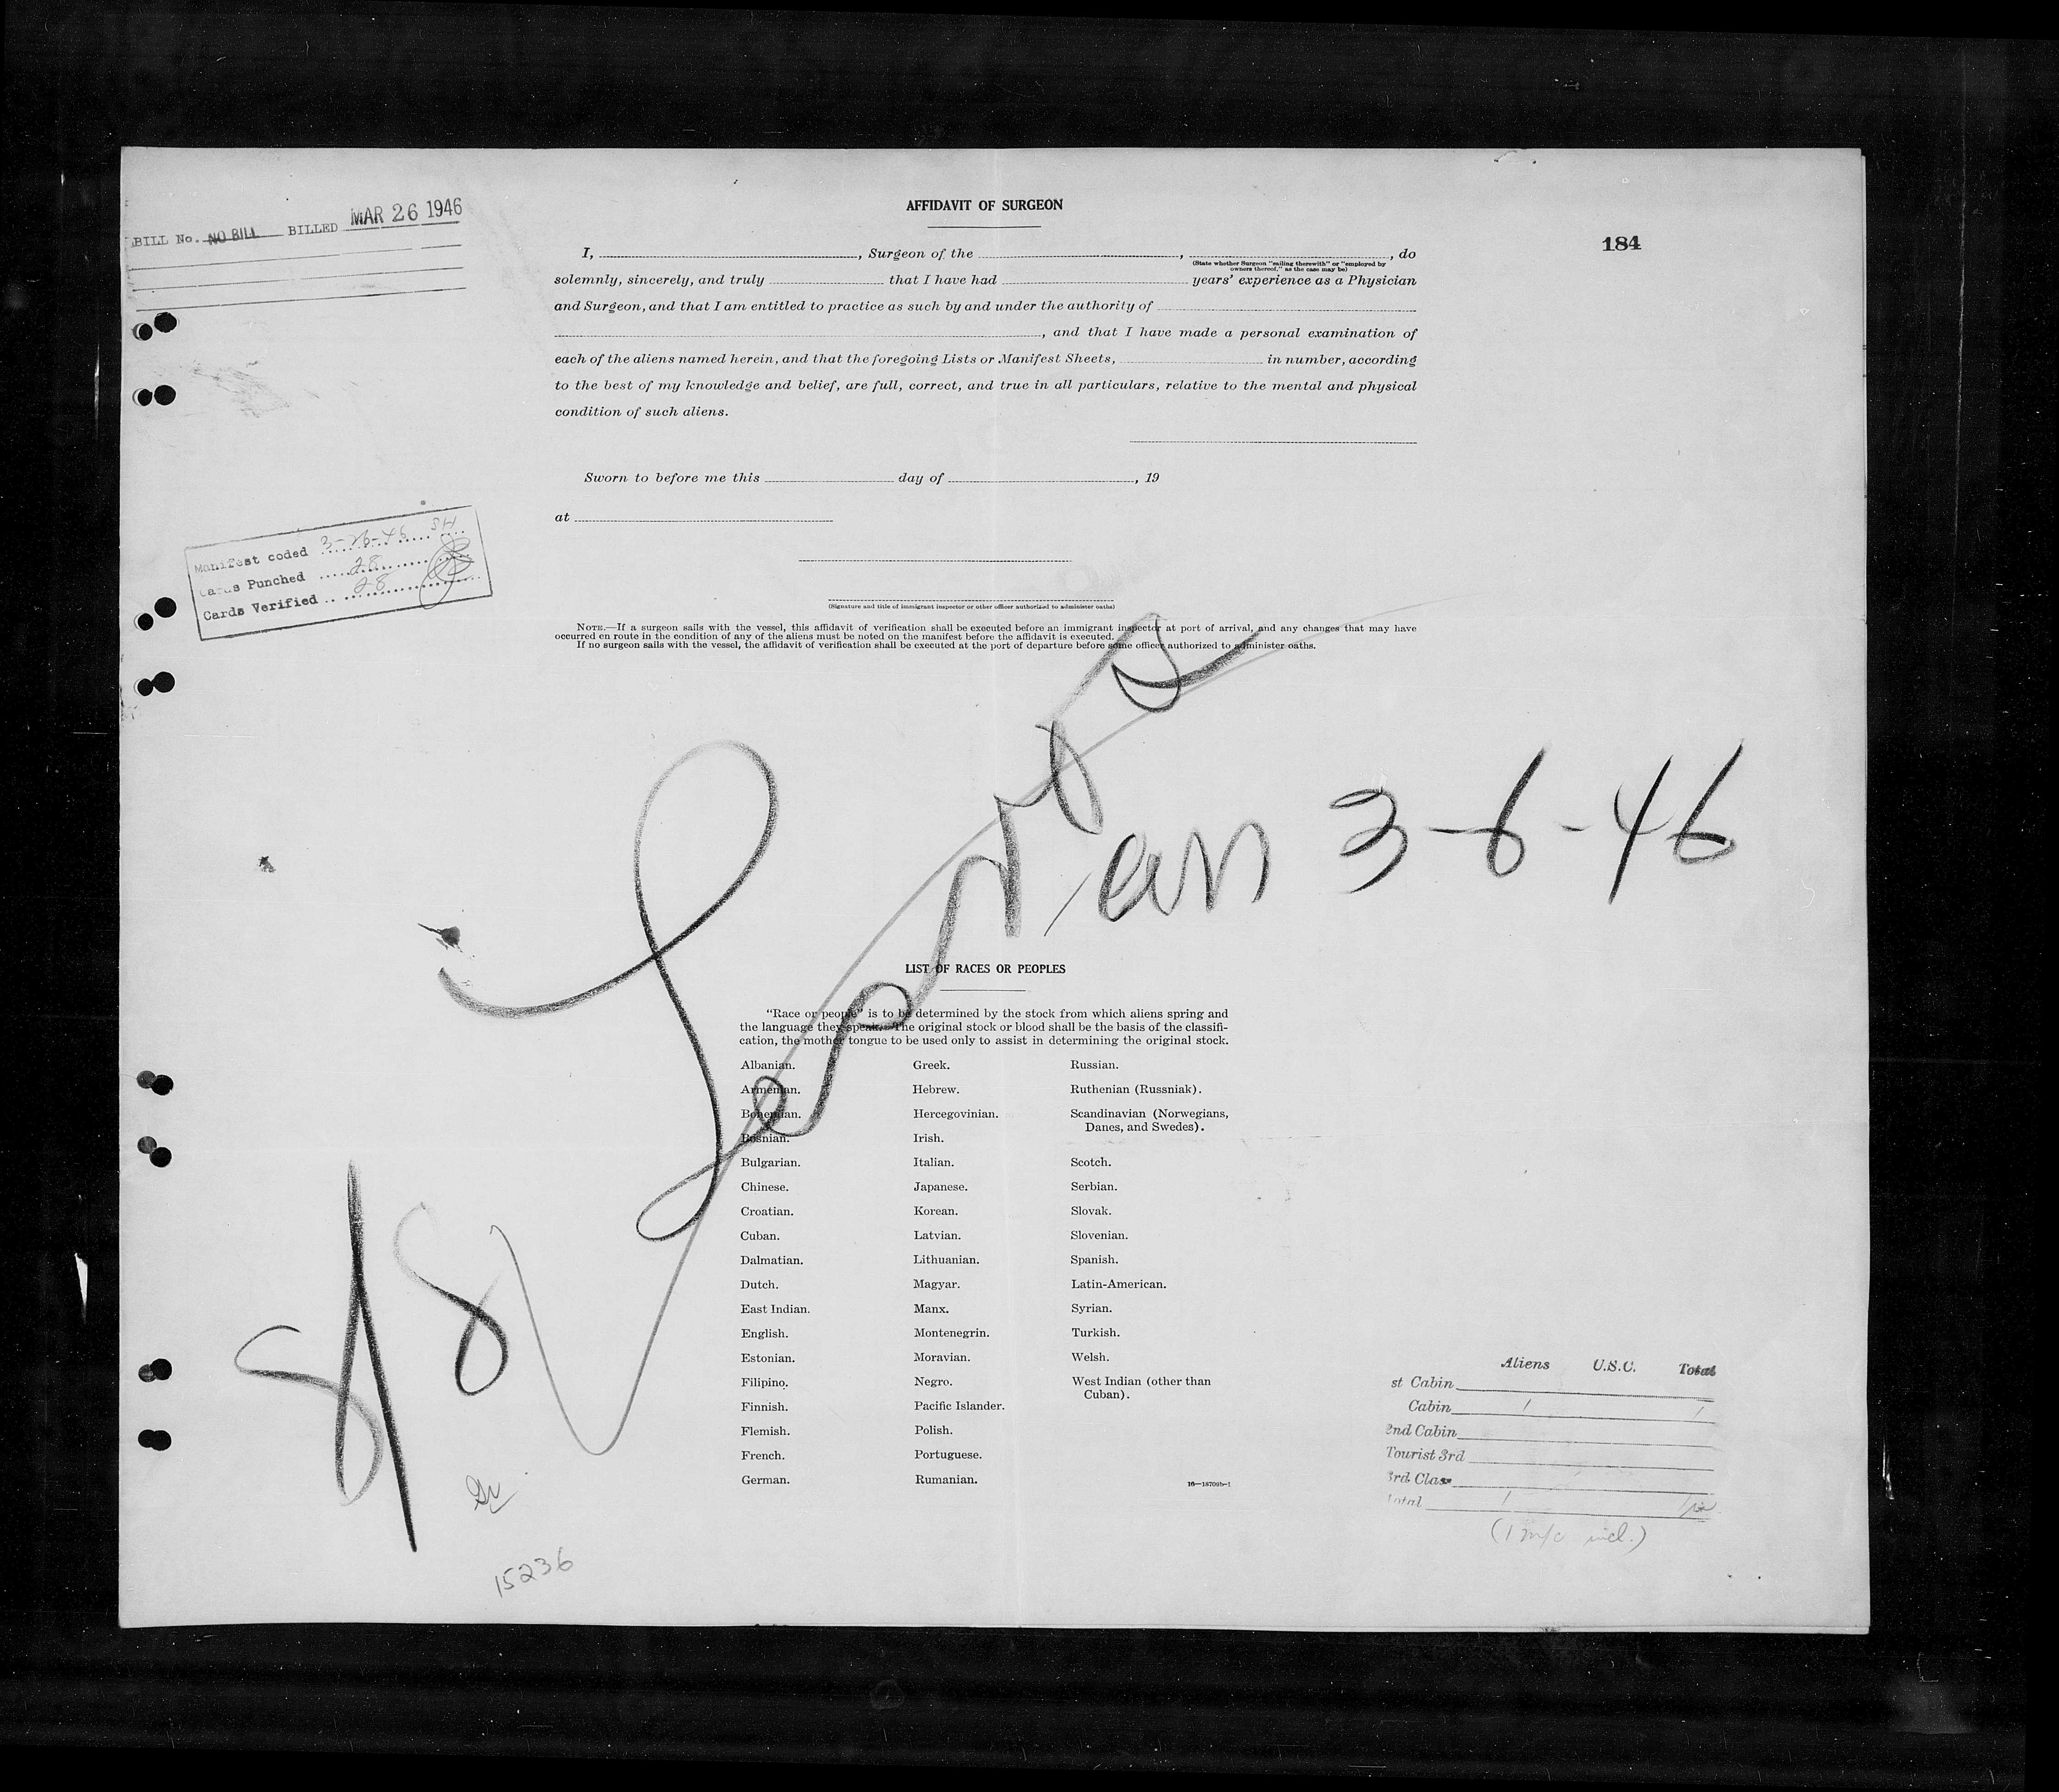 BILL No. NO BILL BILLED MAR 26 1946
AFFIDAVIT OF SURGEON
184
I, , Surgeon of the , , do
(State whether Surgeon "sailing therewith" or "employed by
owners thereof," as the case may be)
solemnly, sincerely, and truly that I have had years' experience as a Physician
and Surgeon, and that I am entitled to practice as such by and under the authority of
, and that I have made a personal examination of
each of the aliens named herein, and that the foregoing Lists or Manifest Sheets, in number, according
to the best of my knowledge and belief, are full, correct, and true in all particulars, relative to the mental and physical
condition of such aliens.
Sworn to before me this day of , 19
at
Manifest coded 3-26-46 SH
Cards Punched 28
Cards Verified 28
(Signature and title of immigrant inspector or other officer authorized to administer oaths)
NOTE.—If a surgeon sails with the vessel, this affidavit of verification shall be executed before an immigrant inspector at port of arrival, and any changes that may have
occurred en route in the condition of any of the aliens must be noted on the manifest before the affidavit is executed.
If no surgeon sails with the vessel, the affidavit of verification shall be executed at the port of departure before some officer authorized to administer oaths.
3-6-46
LIST OF RACES OR PEOPLES
"Race or people" is to be determined by the stock from which aliens spring and
the language they speak. The original stock or blood shall be the basis of the classifi-
cation, the mother tongue to be used only to assist in determining the original stock.
Albanian.
Armenian.
Bohemian.
Bosnian.
Bulgarian.
Chinese.
Croatian.
Cuban.
Dalmatian.
Dutch.
East Indian.
English.
Estonian.
Filipino.
Finnish.
Flemish.
French.
German.
Greek.
Hebrew.
Hercegovinian.
Irish.
Italian.
Japanese.
Korean.
Latvian.
Lithuanian.
Magyar.
Manx.
Montenegrin.
Moravian.
Negro.
Pacific Islander.
Polish.
Portuguese.
Rumanian.
Russian.
Ruthenian (Russniak).
Scandinavian (Norwegians,
Danes, and Swedes).
Scotch.
Serbian.
Slovak.
Slovenian.
Spanish.
Latin-American.
Syrian.
Turkish.
Welsh.
West Indian (other than
Cuban).
16—18709b-1
S/S
15236
Aliens U.S.C. Total
st Cabin
Cabin 1 1
2nd Cabin
Tourist 3rd
3rd Class
Total 1
(1 m/c incl.)